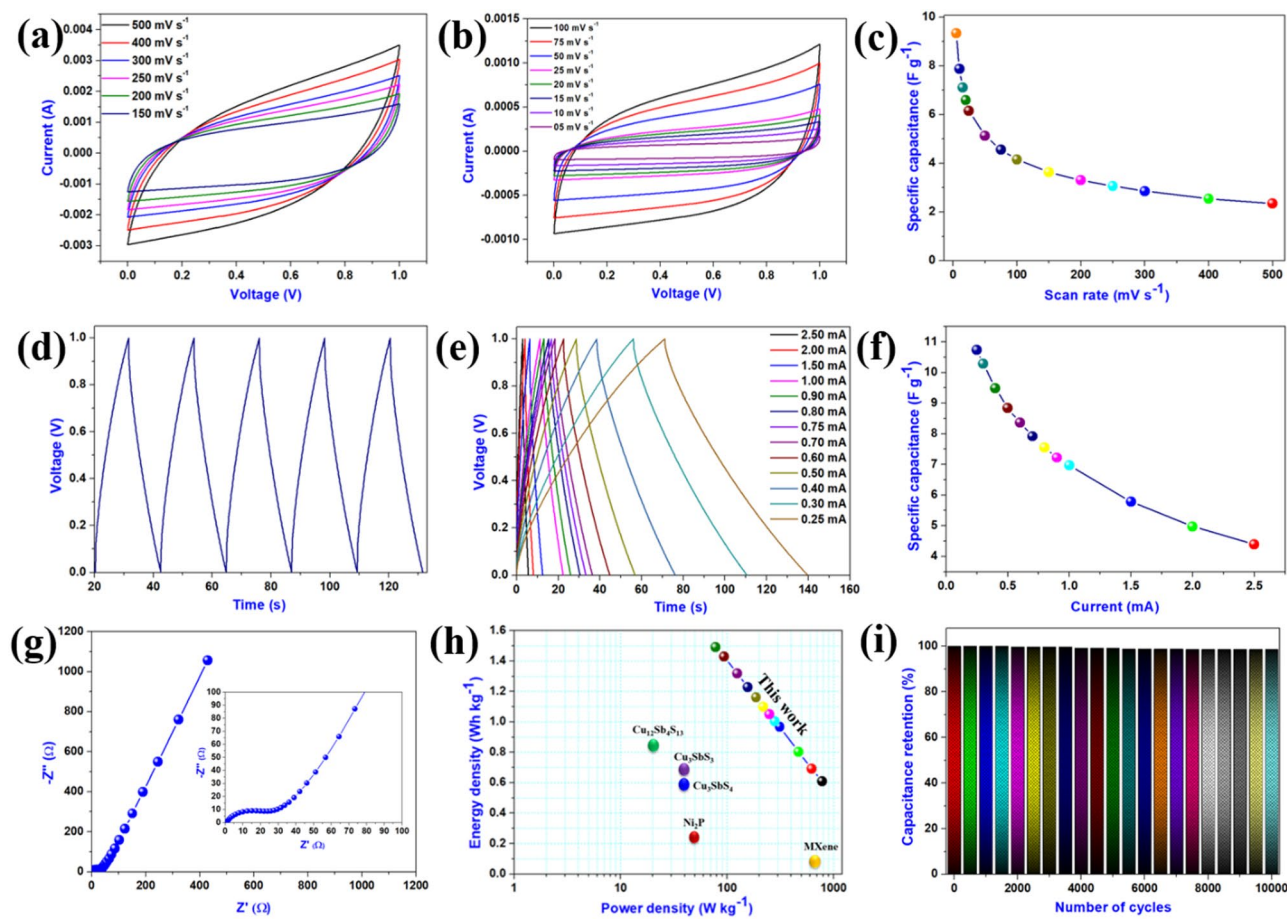 (a)
500 mV s⁻¹
400 mV s⁻¹
300 mV s⁻¹
250 mV s⁻¹
200 mV s⁻¹
150 mV s⁻¹
0.004
0.003
0.002
0.001
0.000
-0.001
-0.002
-0.003
Current (A)
0.0 0.2 0.4 0.6 0.8 1.0
Voltage (V)
(b)
100 mV s⁻¹
75 mV s⁻¹
50 mV s⁻¹
25 mV s⁻¹
20 mV s⁻¹
15 mV s⁻¹
10 mV s⁻¹
05 mV s⁻¹
0.0015
0.0010
0.0005
0.0000
-0.0005
-0.0010
Current (A)
0.0 0.2 0.4 0.6 0.8 1.0
Voltage (V)
(c)
10
8
6
4
2
0
Specific capacitance (F g⁻¹)
0 100 200 300 400 500
Scan rate (mV s⁻¹)
(d)
1.0
0.8
0.6
0.4
0.2
0.0
Voltage (V)
20 40 60 80 100 120
Time (s)
(e)
2.50 mA
2.00 mA
1.50 mA
1.00 mA
0.90 mA
0.80 mA
0.75 mA
0.70 mA
0.60 mA
0.50 mA
0.40 mA
0.30 mA
0.25 mA
1.0
0.8
0.6
0.4
0.2
0.0
Voltage (V)
0 20 40 60 80 100 120 140 160
Time (s)
(f)
11
10
9
8
7
6
5
4
Specific capacitance (F g⁻¹)
0.0 0.5 1.0 1.5 2.0 2.5
Current (mA)
(g)
1200
1000
800
600
400
200
0
-Z'' (Ω)
0 200 400 600 800 1000 1200
Z' (Ω)
100
90
80
70
60
50
40
30
20
10
0
-Z'' (Ω)
0 10 20 30 40 50 60 70 80 90 100
Z' (Ω)
(h)
1.6
1.4
1.2
1.0
0.8
0.6
0.4
0.2
0.0
Energy density (Wh kg⁻¹)
This work
Cu₁₂Sb₄S₁₃
Cu₃SbS₃
Cu₃SbS₄
Ni₂P
MXene
1 10 100 1000
Power density (W kg⁻¹)
(i)
100
80
60
40
20
0
Capacitance retention (%)
0 2000 4000 6000 8000 10000
Number of cycles